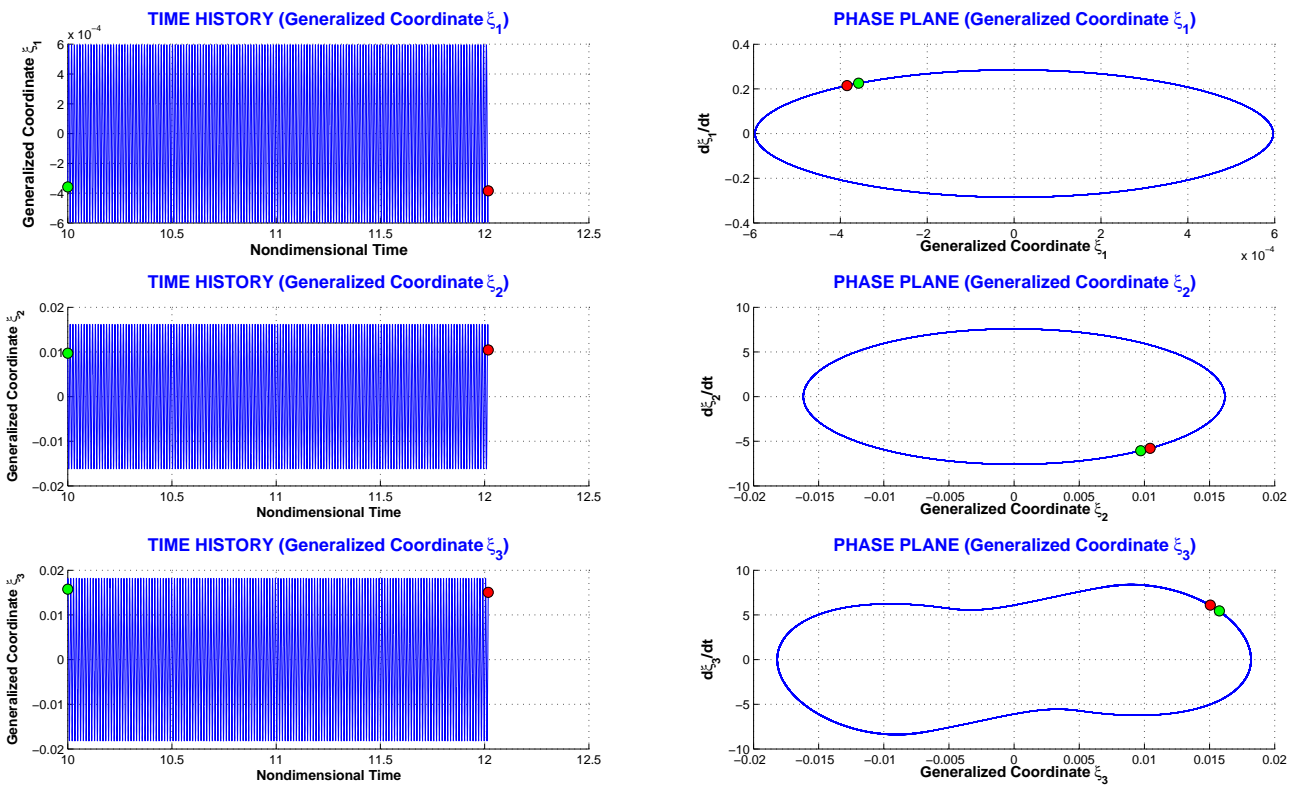 TIME HISTORY (Generalized Coordinate ξ1)
x 10−4
6
4
2
0
−2
−4
−6
Generalized Coordinate ξ1
10 10.5 11 11.5 12 12.5
Nondimensional Time
PHASE PLANE (Generalized Coordinate ξ1)
0.4
0.2
0
−0.2
−0.4
dξ1/dt
−6 −4 −2 0 2 4 6
Generalized Coordinate ξ1
x 10−4
TIME HISTORY (Generalized Coordinate ξ2)
0.02
0.01
0
−0.01
−0.02
Generalized Coordinate ξ2
10 10.5 11 11.5 12 12.5
Nondimensional Time
PHASE PLANE (Generalized Coordinate ξ2)
10
5
0
−5
−10
dξ2/dt
−0.02 −0.015 −0.01 −0.005 0 0.005 0.01 0.015 0.02
Generalized Coordinate ξ2
TIME HISTORY (Generalized Coordinate ξ3)
0.02
0.01
0
−0.01
−0.02
Generalized Coordinate ξ3
10 10.5 11 11.5 12 12.5
Nondimensional Time
PHASE PLANE (Generalized Coordinate ξ3)
10
5
0
−5
−10
dξ3/dt
−0.02 −0.015 −0.01 −0.005 0 0.005 0.01 0.015 0.02
Generalized Coordinate ξ3